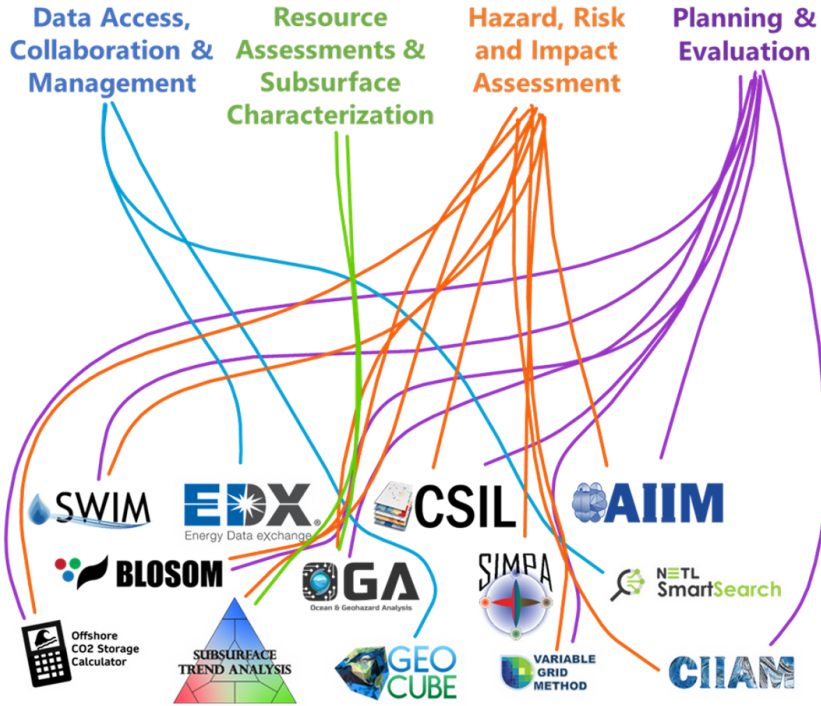 Data Access,
Collaboration &
Management
Resource
Assessments &
Subsurface
Characterization
Hazard, Risk
and Impact
Assessment
Planning &
Evaluation
SWIM
EDX
Energy Data eXchange
CSIL
AIIM
BLOSOM
OGA
Ocean & Geohazard Analysis
SIMPA
NETL
SmartSearch
Offshore
CO2 Storage
Calculator
SUBSURFACE
TREND ANALYSIS
GEO
CUBE
VARIABLE
GRID
METHOD
CIIAM